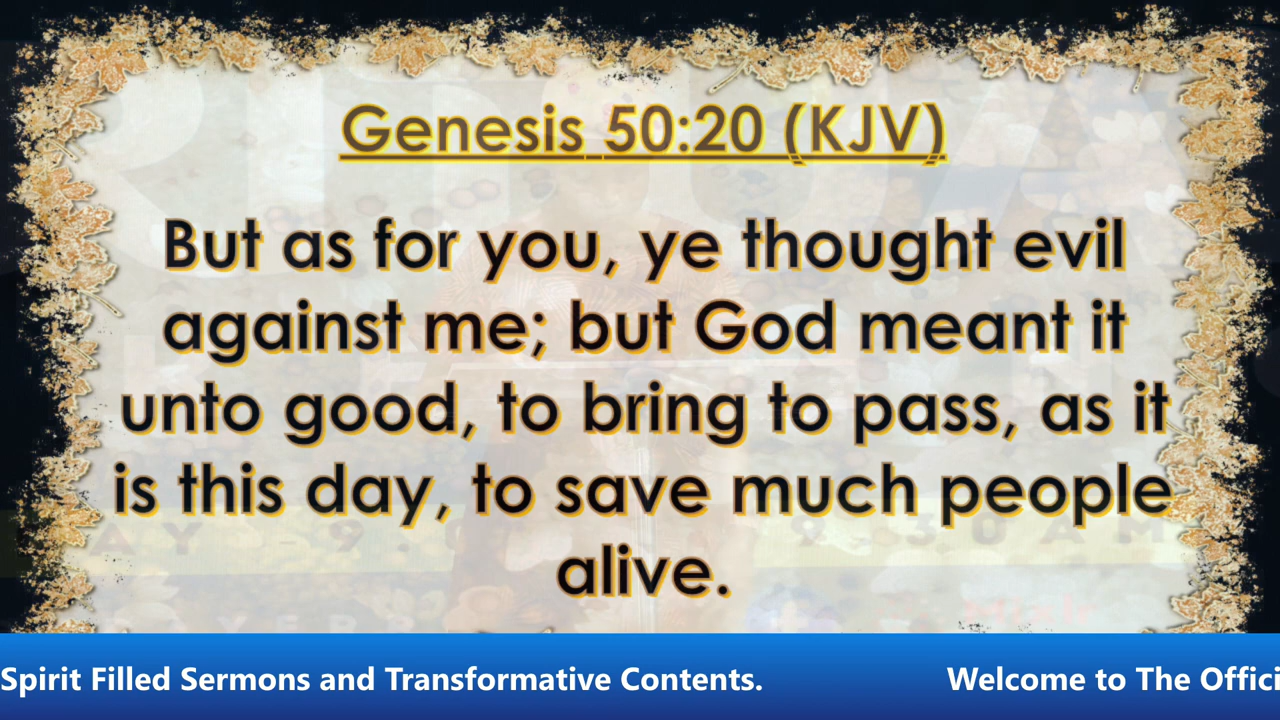 Genesis 50:20 (KJV)
But as for you, ye thought evil
against me; but God meant it
unto good, to bring to pass, as it
is this day, to save much people
alive.
Spirit Filled Sermons and Transformative Contents. Welcome to The Offici